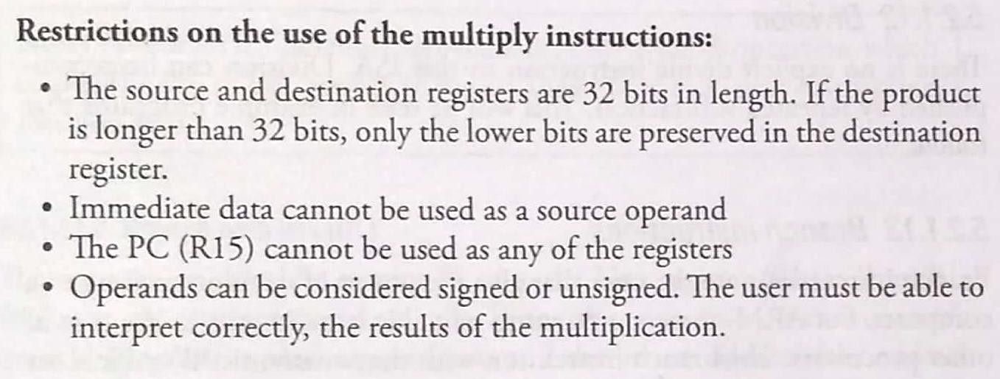 Restrictions on the use of the multiply instructions:
• The source and destination registers are 32 bits in length. If the product
is longer than 32 bits, only the lower bits are preserved in the destination
register.
• Immediate data cannot be used as a source operand
• The PC (R15) cannot be used as any of the registers
• Operands can be considered signed or unsigned. The user must be able to
interpret correctly, the results of the multiplication.